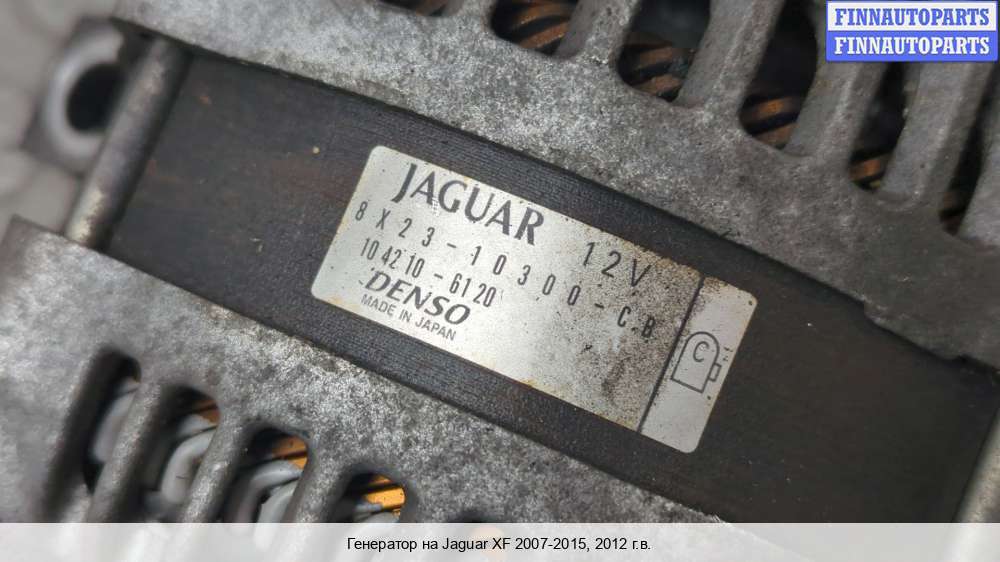 FINNAUTOPARTS
FINNAUTOPARTS
JAGUAR 12V
8X23-10300-C.B
104210-6120
DENSO
MADE IN JAPAN
C
Генератор на Jaguar XF 2007-2015, 2012 г.в.